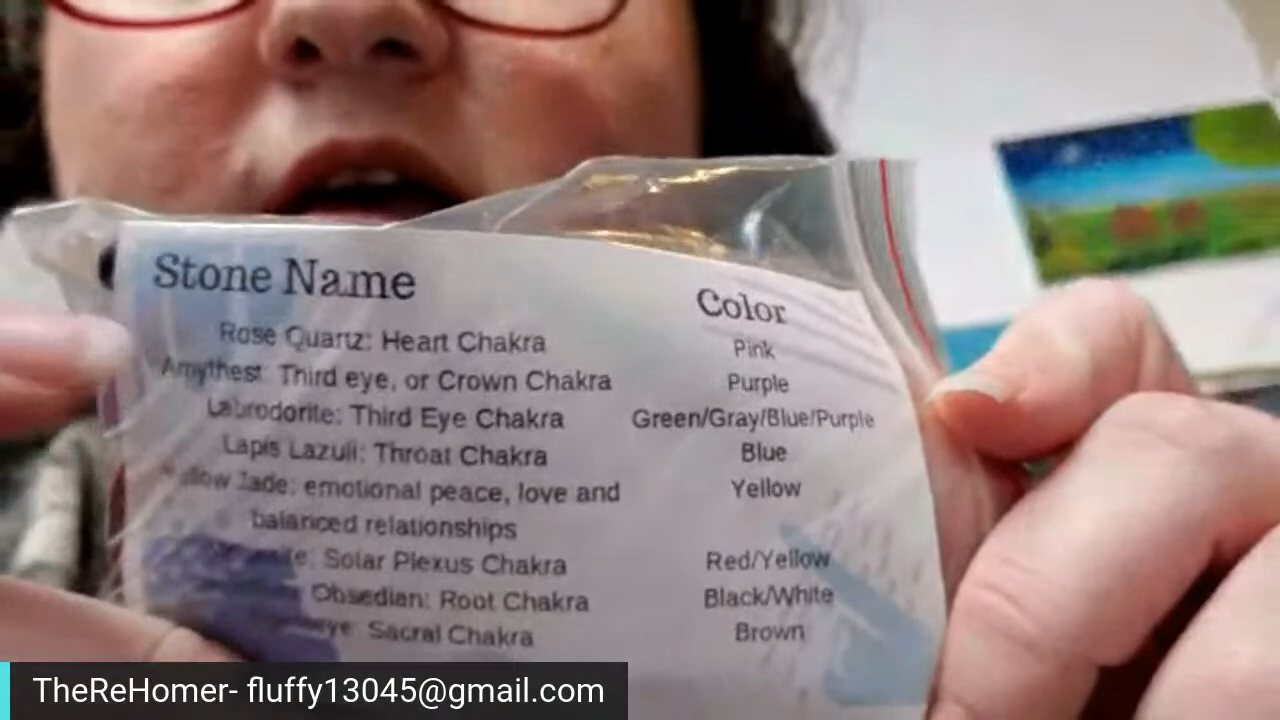 Stone Name Color
Rose Quartz: Heart Chakra Pink
Amythest: Third eye, or Crown Chakra Purple
Labrodorite: Third Eye Chakra Green/Gray/Blue/Purple
Lapis Lazuli: Throat Chakra Blue
Jade: emotional peace, love and Yellow
balanced relationships
Solar Plexus Chakra Red/Yellow
Obsedian: Root Chakra Black/White
Sacral Chakra Brown
TheReHomer- fluffy13045@gmail.com